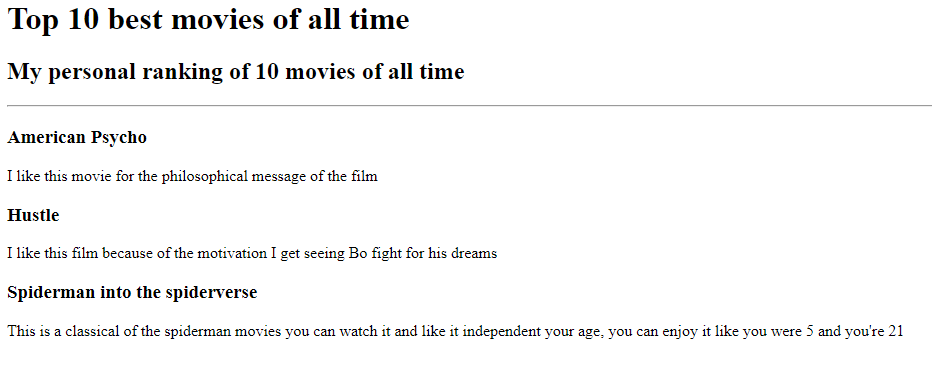 Top 10 best movies of all time
My personal ranking of 10 movies of all time
American Psycho
I like this movie for the philosophical message of the film
Hustle
I like this film because of the motivation I get seeing Bo fight for his dreams
Spiderman into the spiderverse
This is a classical of the spiderman movies you can watch it and like it independent your age, you can enjoy it like you were 5 and you're 21